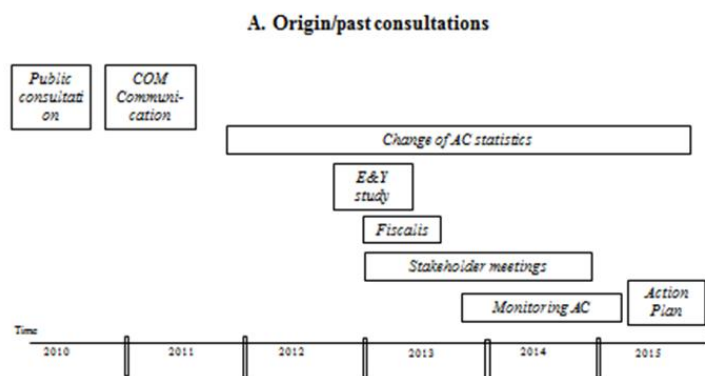 A. Origin/past consultations
Public
consultati
on
COM
Communi-
cation
Change of AC statistics
E&Y
study
Fiscalis
Stakeholder meetings
Monitoring AC
Action
Plan
Time
2010 2011 2012 2013 2014 2015